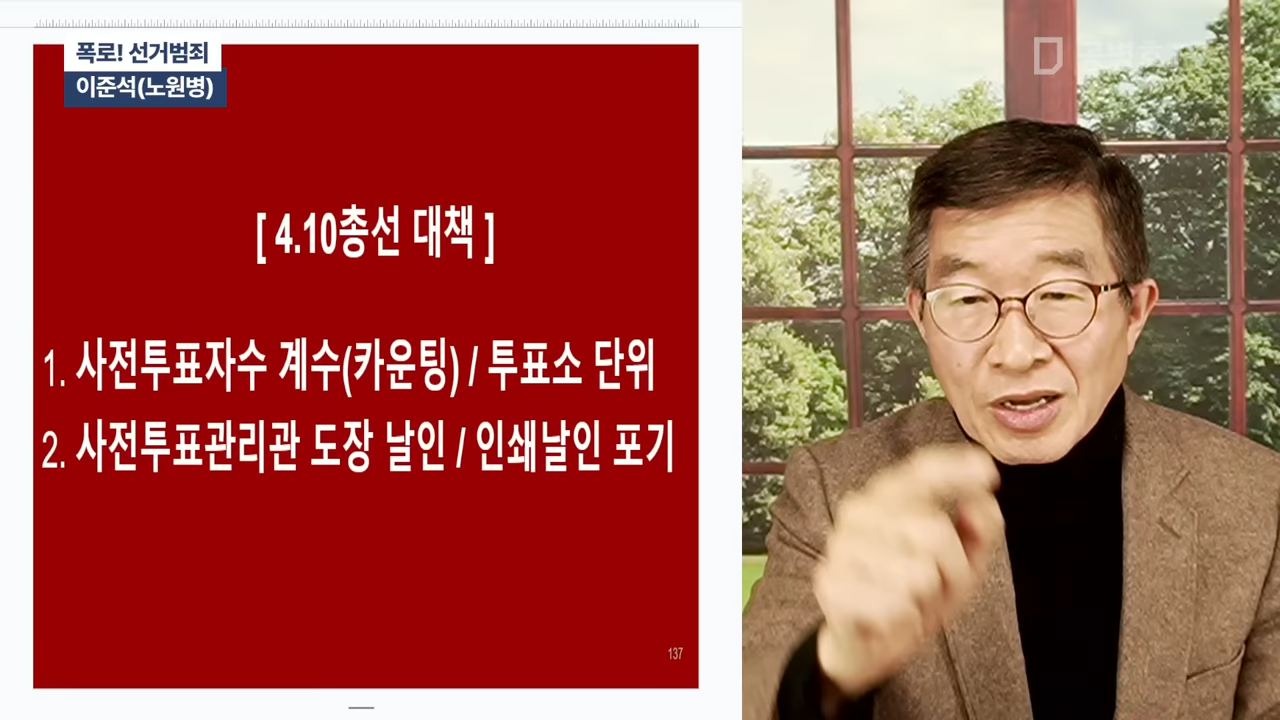 폭로! 선거범죄
이준석(노원병)
[ 4.10총선 대책 ]
1. 사전투표자수 계수(카운팅) / 투표소 단위
2. 사전투표관리관 도장 날인 / 인쇄날인 포기
137